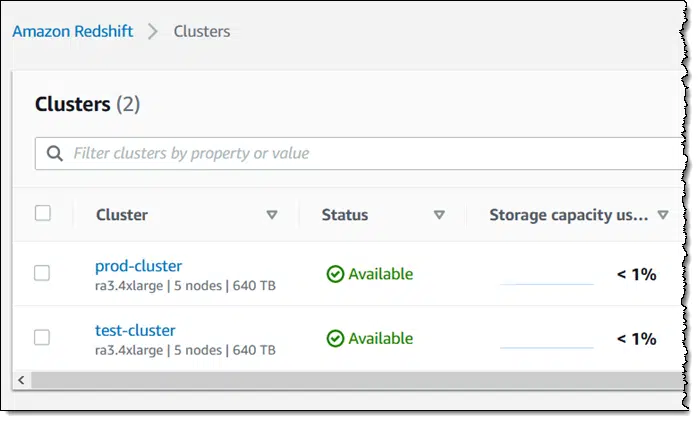 Amazon Redshift > Clusters
Clusters (2)
Filter clusters by property or value
Cluster Status Storage capacity us...
prod-cluster
ra3.4xlarge | 5 nodes | 640 TB
Available < 1%
test-cluster
ra3.4xlarge | 5 nodes | 640 TB
Available < 1%